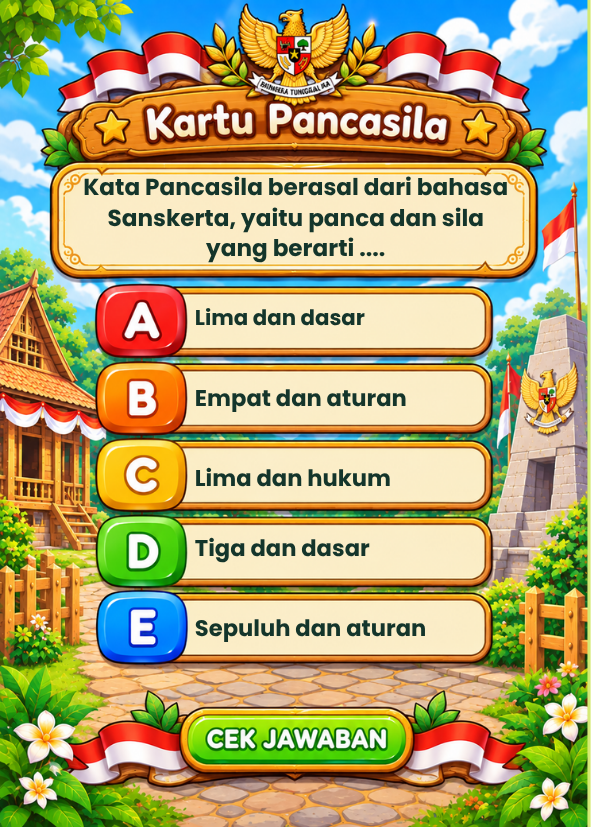 BHINNEKA TUNGGAL IKA
Kartu Pancasila
Kata Pancasila berasal dari bahasa
Sanskerta, yaitu panca dan sila
yang berarti ....
A Lima dan dasar
B Empat dan aturan
C Lima dan hukum
D Tiga dan dasar
E Sepuluh dan aturan
CEK JAWABAN